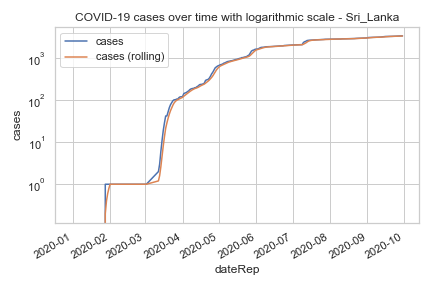 COVID-19 cases over time with logarithmic scale - Sri_Lanka
cases
cases (rolling)
10³
10²
10¹
10⁰
cases
2020-01
2020-02
2020-03
2020-04
2020-05
2020-06
2020-07
2020-08
2020-09
2020-10
dateRep